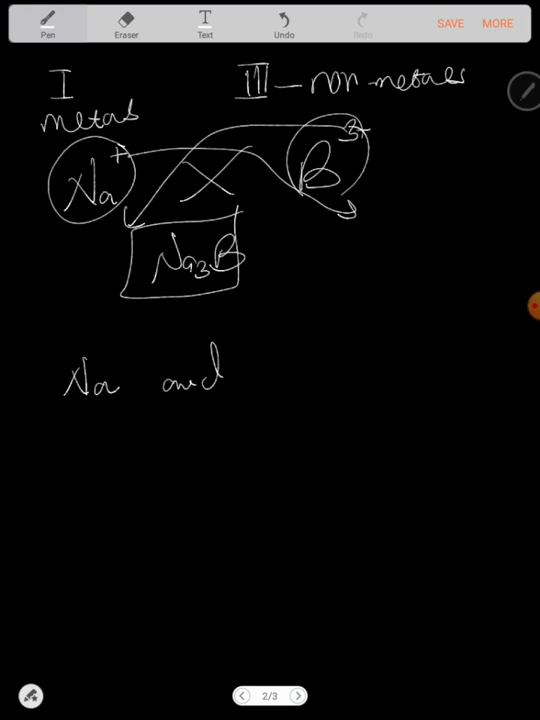 Pen Eraser Text Undo Redo SAVE MORE
I III - non metals
metals
Na+ B3+
Na3B
Na and
2/3